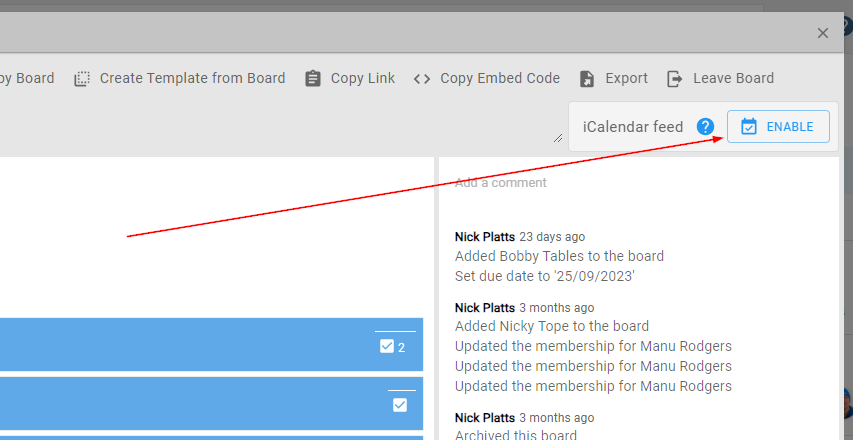 by Board Create Template from Board Copy Link Copy Embed Code Export Leave Board
iCalendar feed ? ENABLE
Add a comment
Nick Platts 23 days ago
Added Bobby Tables to the board
Set due date to '25/09/2023'
Nick Platts 3 months ago
Added Nicky Tope to the board
Updated the membership for Manu Rodgers
2
Updated the membership for Manu Rodgers
Updated the membership for Manu Rodgers
Nick Platts 3 months ago
Archived this board